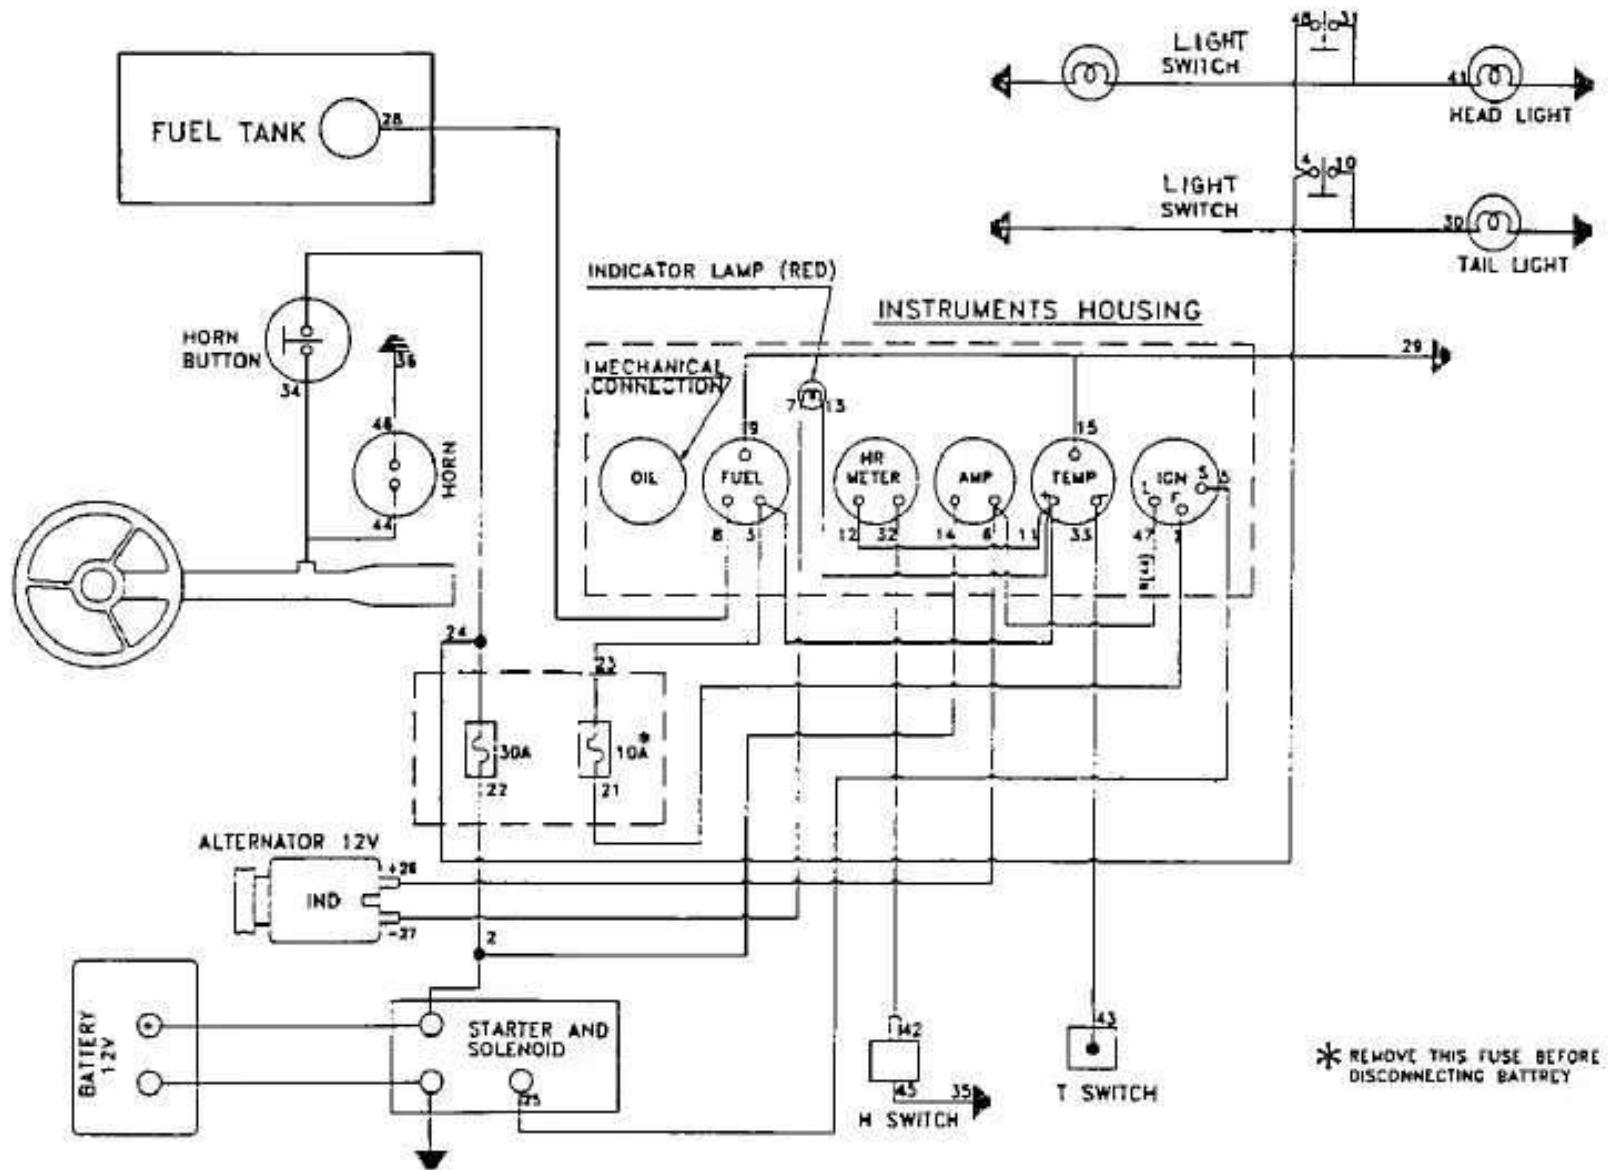 48 31
LIGHT
SWITCH
41
HEAD LIGHT
FUEL TANK
28
4 10
LIGHT
SWITCH
30
TAIL LIGHT
INDICATOR LAMP (RED)
INSTRUMENTS HOUSING
HORN
BUTTON
34
36
MECHANICAL
CONNECTION
29
7 13
46
HORN
44
9
15
OIL
FUEL
HR
METER
AMP
TEMP
IGN
L
F
S
+
-
8
12 32 14 6 11 33 47
24
23
30A
10A*
22
21
ALTERNATOR 12V
+26
IND
-27
2
BATTERY
12V
STARTER AND
SOLENOID
25
42
45
35
H SWITCH
43
T SWITCH
* REMOVE THIS FUSE BEFORE
DISCONNECTING BATTREY